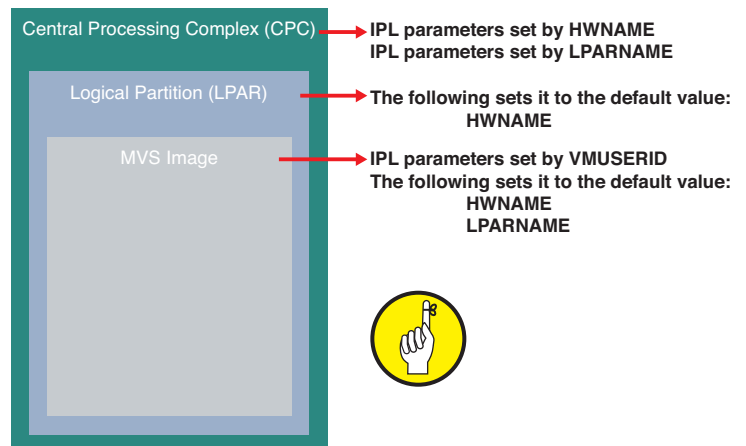 Central Processing Complex (CPC)
IPL parameters set by HWNAME
IPL parameters set by LPARNAME
Logical Partition (LPAR)
The following sets it to the default value:
HWNAME
MVS Image
IPL parameters set by VMUSERID
The following sets it to the default value:
HWNAME
LPARNAME